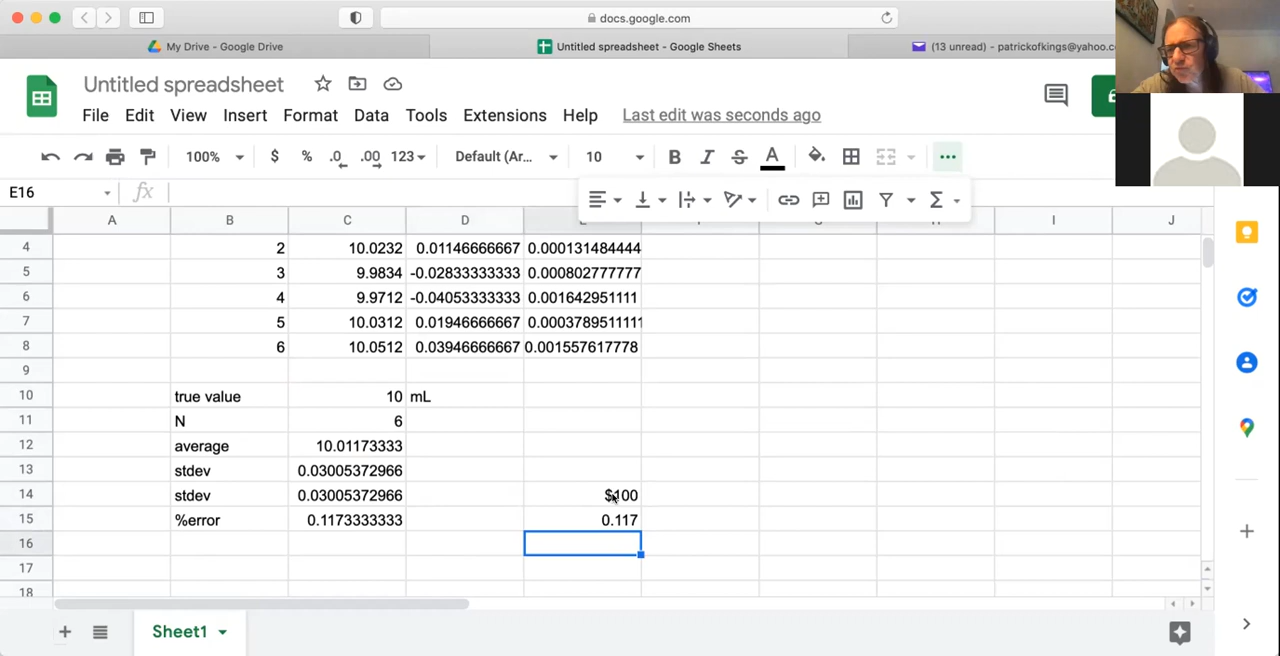 docs.google.com
My Drive - Google Drive
Untitled spreadsheet - Google Sheets
(13 unread) - patrickofkings@yahoo.c
Untitled spreadsheet
File Edit View Insert Format Data Tools Extensions Help Last edit was seconds ago
100% $ % .0 .00 123 Default (Ar... 10 B I S A
E16 fx
A B C D I J
4 2 10.0232 0.01146666667 0.000131484444
5 3 9.9834 -0.02833333333 0.000802777777
6 4 9.9712 -0.04053333333 0.001642951111
7 5 10.0312 0.01946666667 0.0003789511111
8 6 10.0512 0.03946666667 0.001557617778
9
10 true value 10 mL
11 N 6
12 average 10.01173333
13 stdev 0.03005372966
14 stdev 0.03005372966 $100
15 %error 0.1173333333 0.117
16
17
18
Sheet1